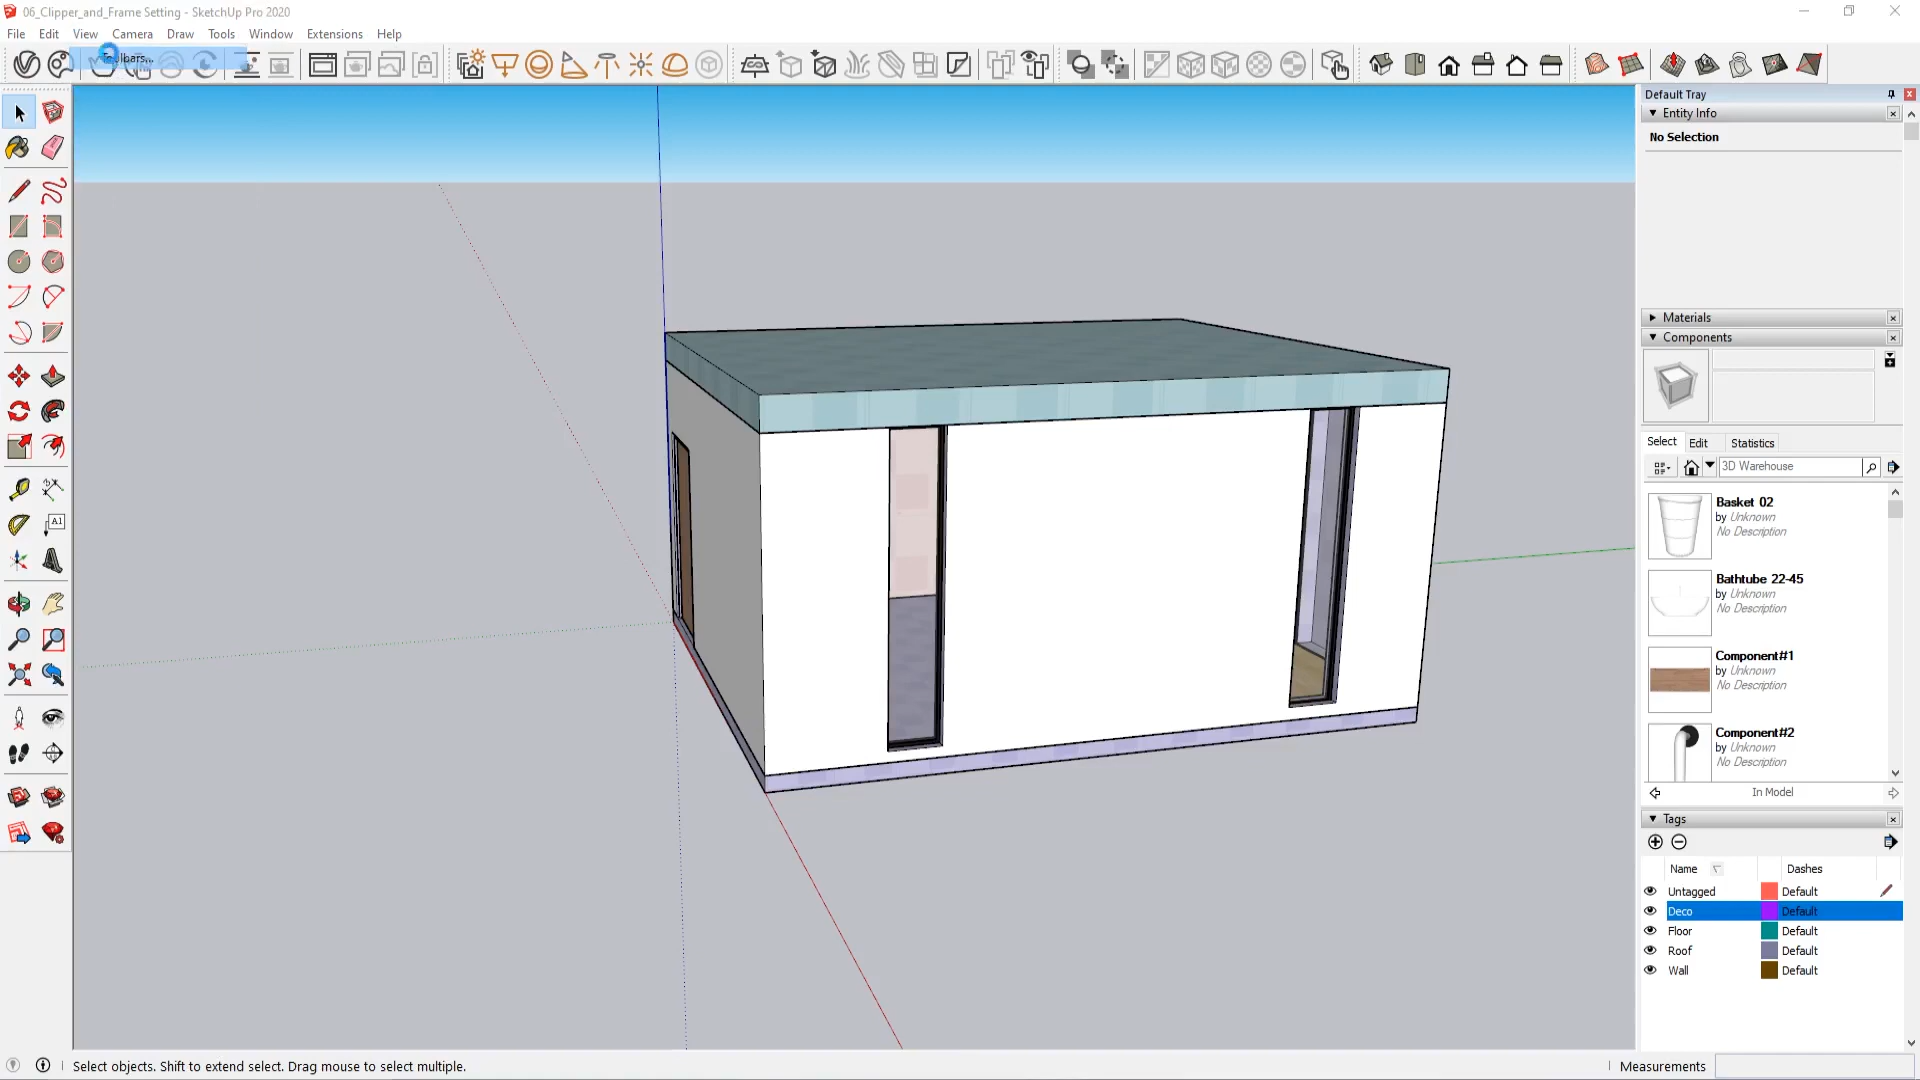 06_Clipper_and_Frame Setting - SketchUp Pro 2020
File Edit View Camera Draw Tools Window Extensions Help
Default Tray
Entity Info
No Selection
Materials
Components
Select Edit Statistics
3D Warehouse
Basket 02
by Unknown
No Description
Bathtube 22-45
by Unknown
No Description
Component#1
by Unknown
No Description
Component#2
by Unknown
No Description
In Model
Tags
Name Dashes
Untagged Default
Deco Default
Floor Default
Roof Default
Wall Default
A1
Select objects. Shift to extend select. Drag mouse to select multiple.
Measurements